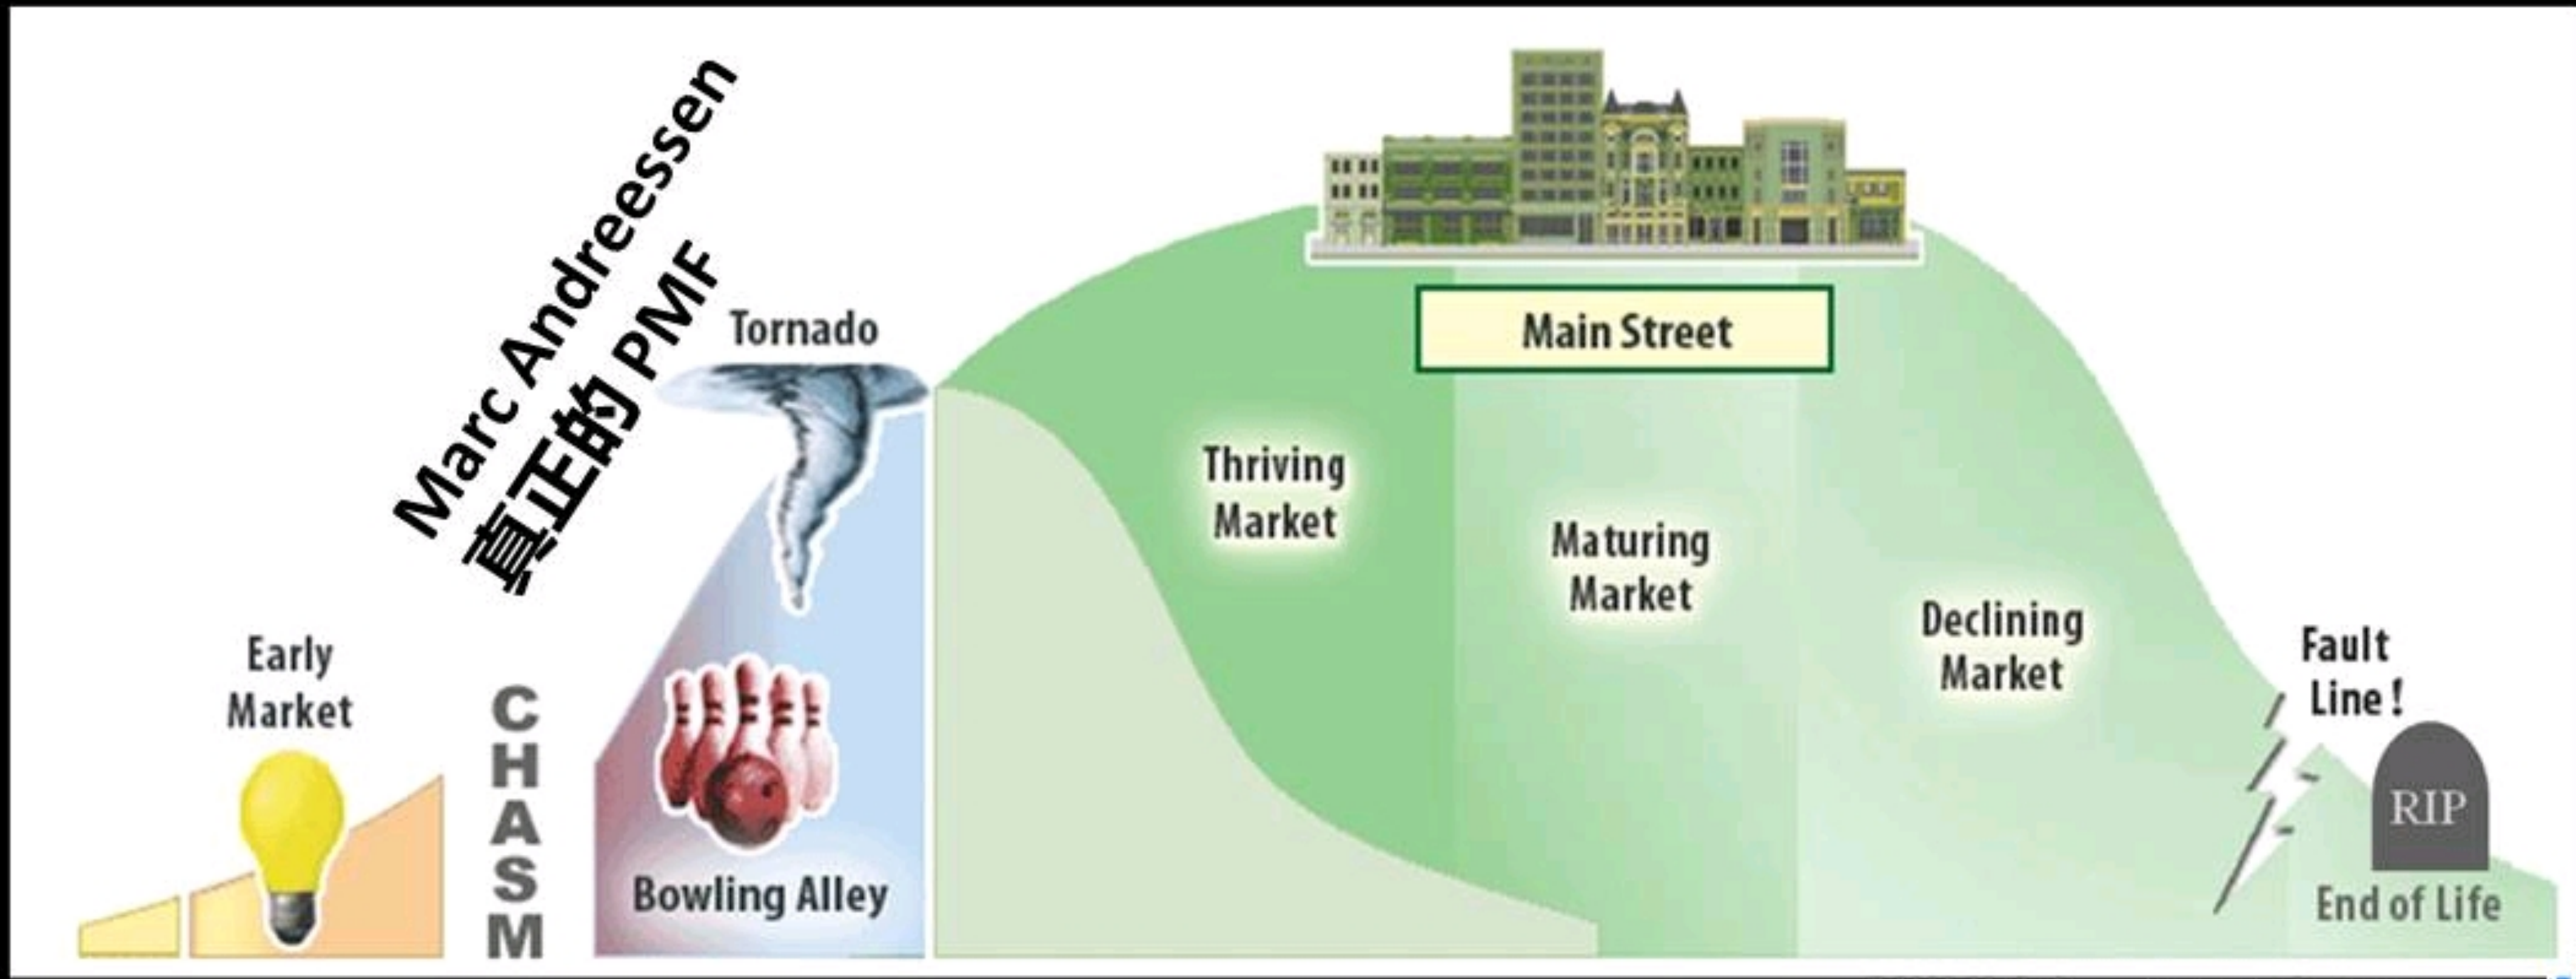 Marc Andreessen
真正的 PMF
Early
Market
CHASM
Tornado
Bowling Alley
Main Street
Thriving
Market
Maturing
Market
Declining
Market
Fault
Line!
RIP
End of Life